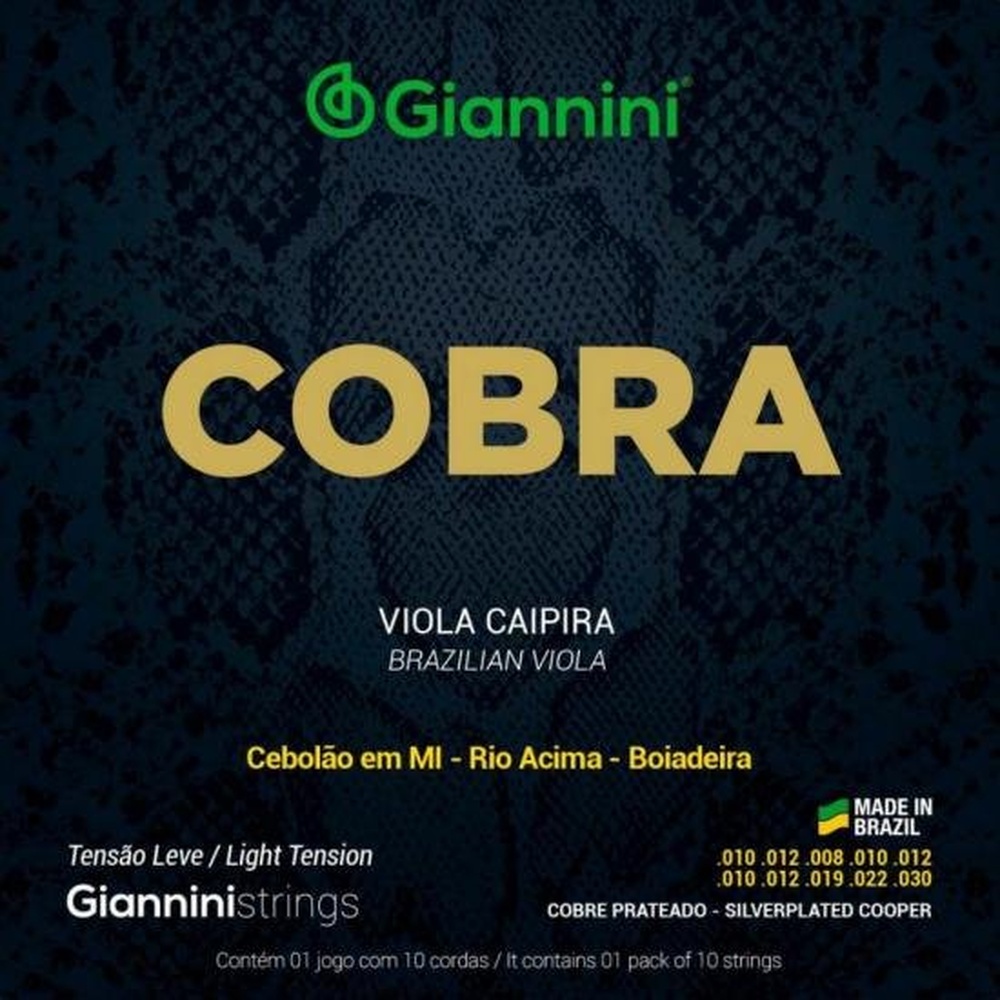 Giannini
COBRA
VIOLA CAIPIRA
BRAZILIAN VIOLA
Cebolão em MI - Rio Acima - Boiadeira
MADE IN
BRAZIL
Tensão Leve / Light Tension
.010 .012 .008 .010 .012
.010 .012 .019 .022 .030
Gianninistrings
COBRE PRATEADO - SILVERPLATED COOPER
Contém 01 jogo com 10 cordas / It contains 01 pack of 10 strings